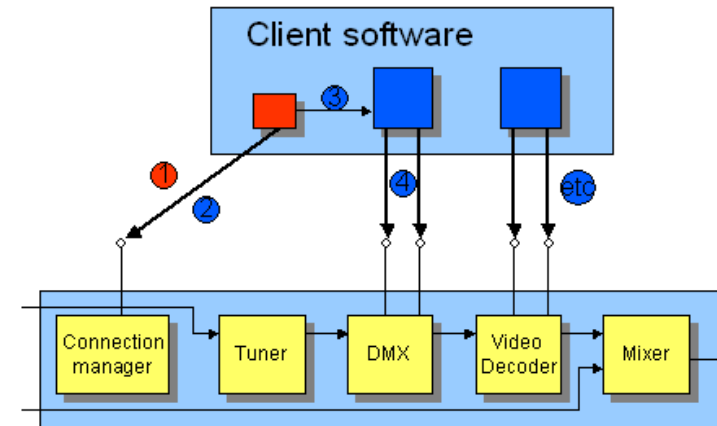 Client software
3
1
2
4
etc
Connection
manager
Tuner
DMX
Video
Decoder
Mixer